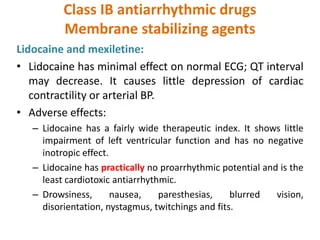 Class IB antiarrhythmic drugs
Membrane stabilizing agents
Lidocaine and mexiletine:
• Lidocaine has minimal effect on normal ECG; QT interval
may decrease. It causes little depression of cardiac
contractility or arterial BP.
• Adverse effects:
– Lidocaine has a fairly wide therapeutic index. It shows little
impairment of left ventricular function and has no negative
inotropic effect.
– Lidocaine has practically no proarrhythmic potential and is the
least cardiotoxic antiarrhythmic.
– Drowsiness, nausea, paresthesias, blurred vision,
disorientation, nystagmus, twitchings and fits.